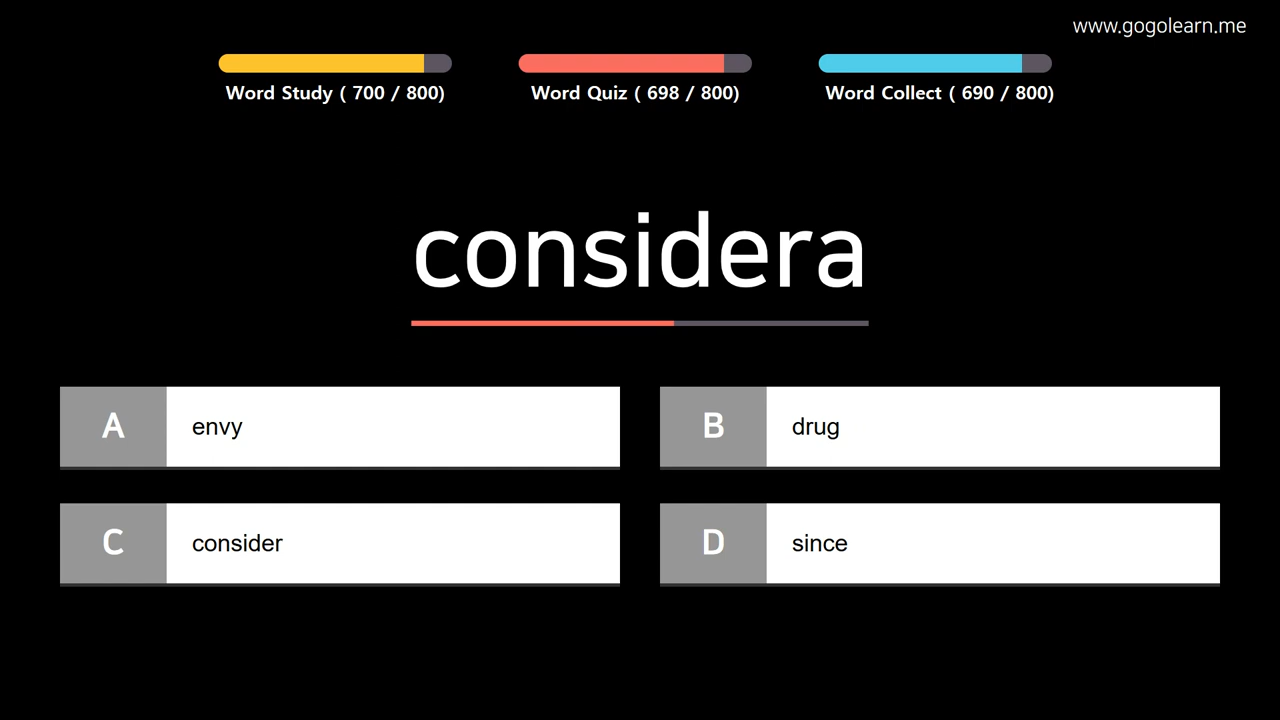 www.gogolearn.me
Word Study ( 700 / 800)
Word Quiz ( 698 / 800)
Word Collect ( 690 / 800)
considera
A envy
B drug
C consider
D since